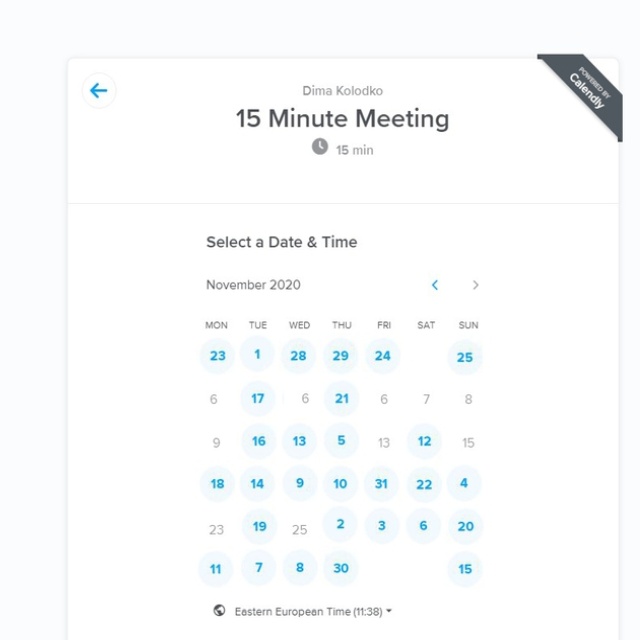 POWERED BY
Calendly
Dima Kolodko
15 Minute Meeting
15 min
Select a Date & Time
November 2020
MON TUE WED THU FRI SAT SUN
23 1 28 29 24 25
6 17 6 21 6 7 8
9 16 13 5 13 12 15
18 14 9 10 31 22 4
23 19 25 2 3 6 20
11 7 8 30 15
Eastern European Time (11:38)